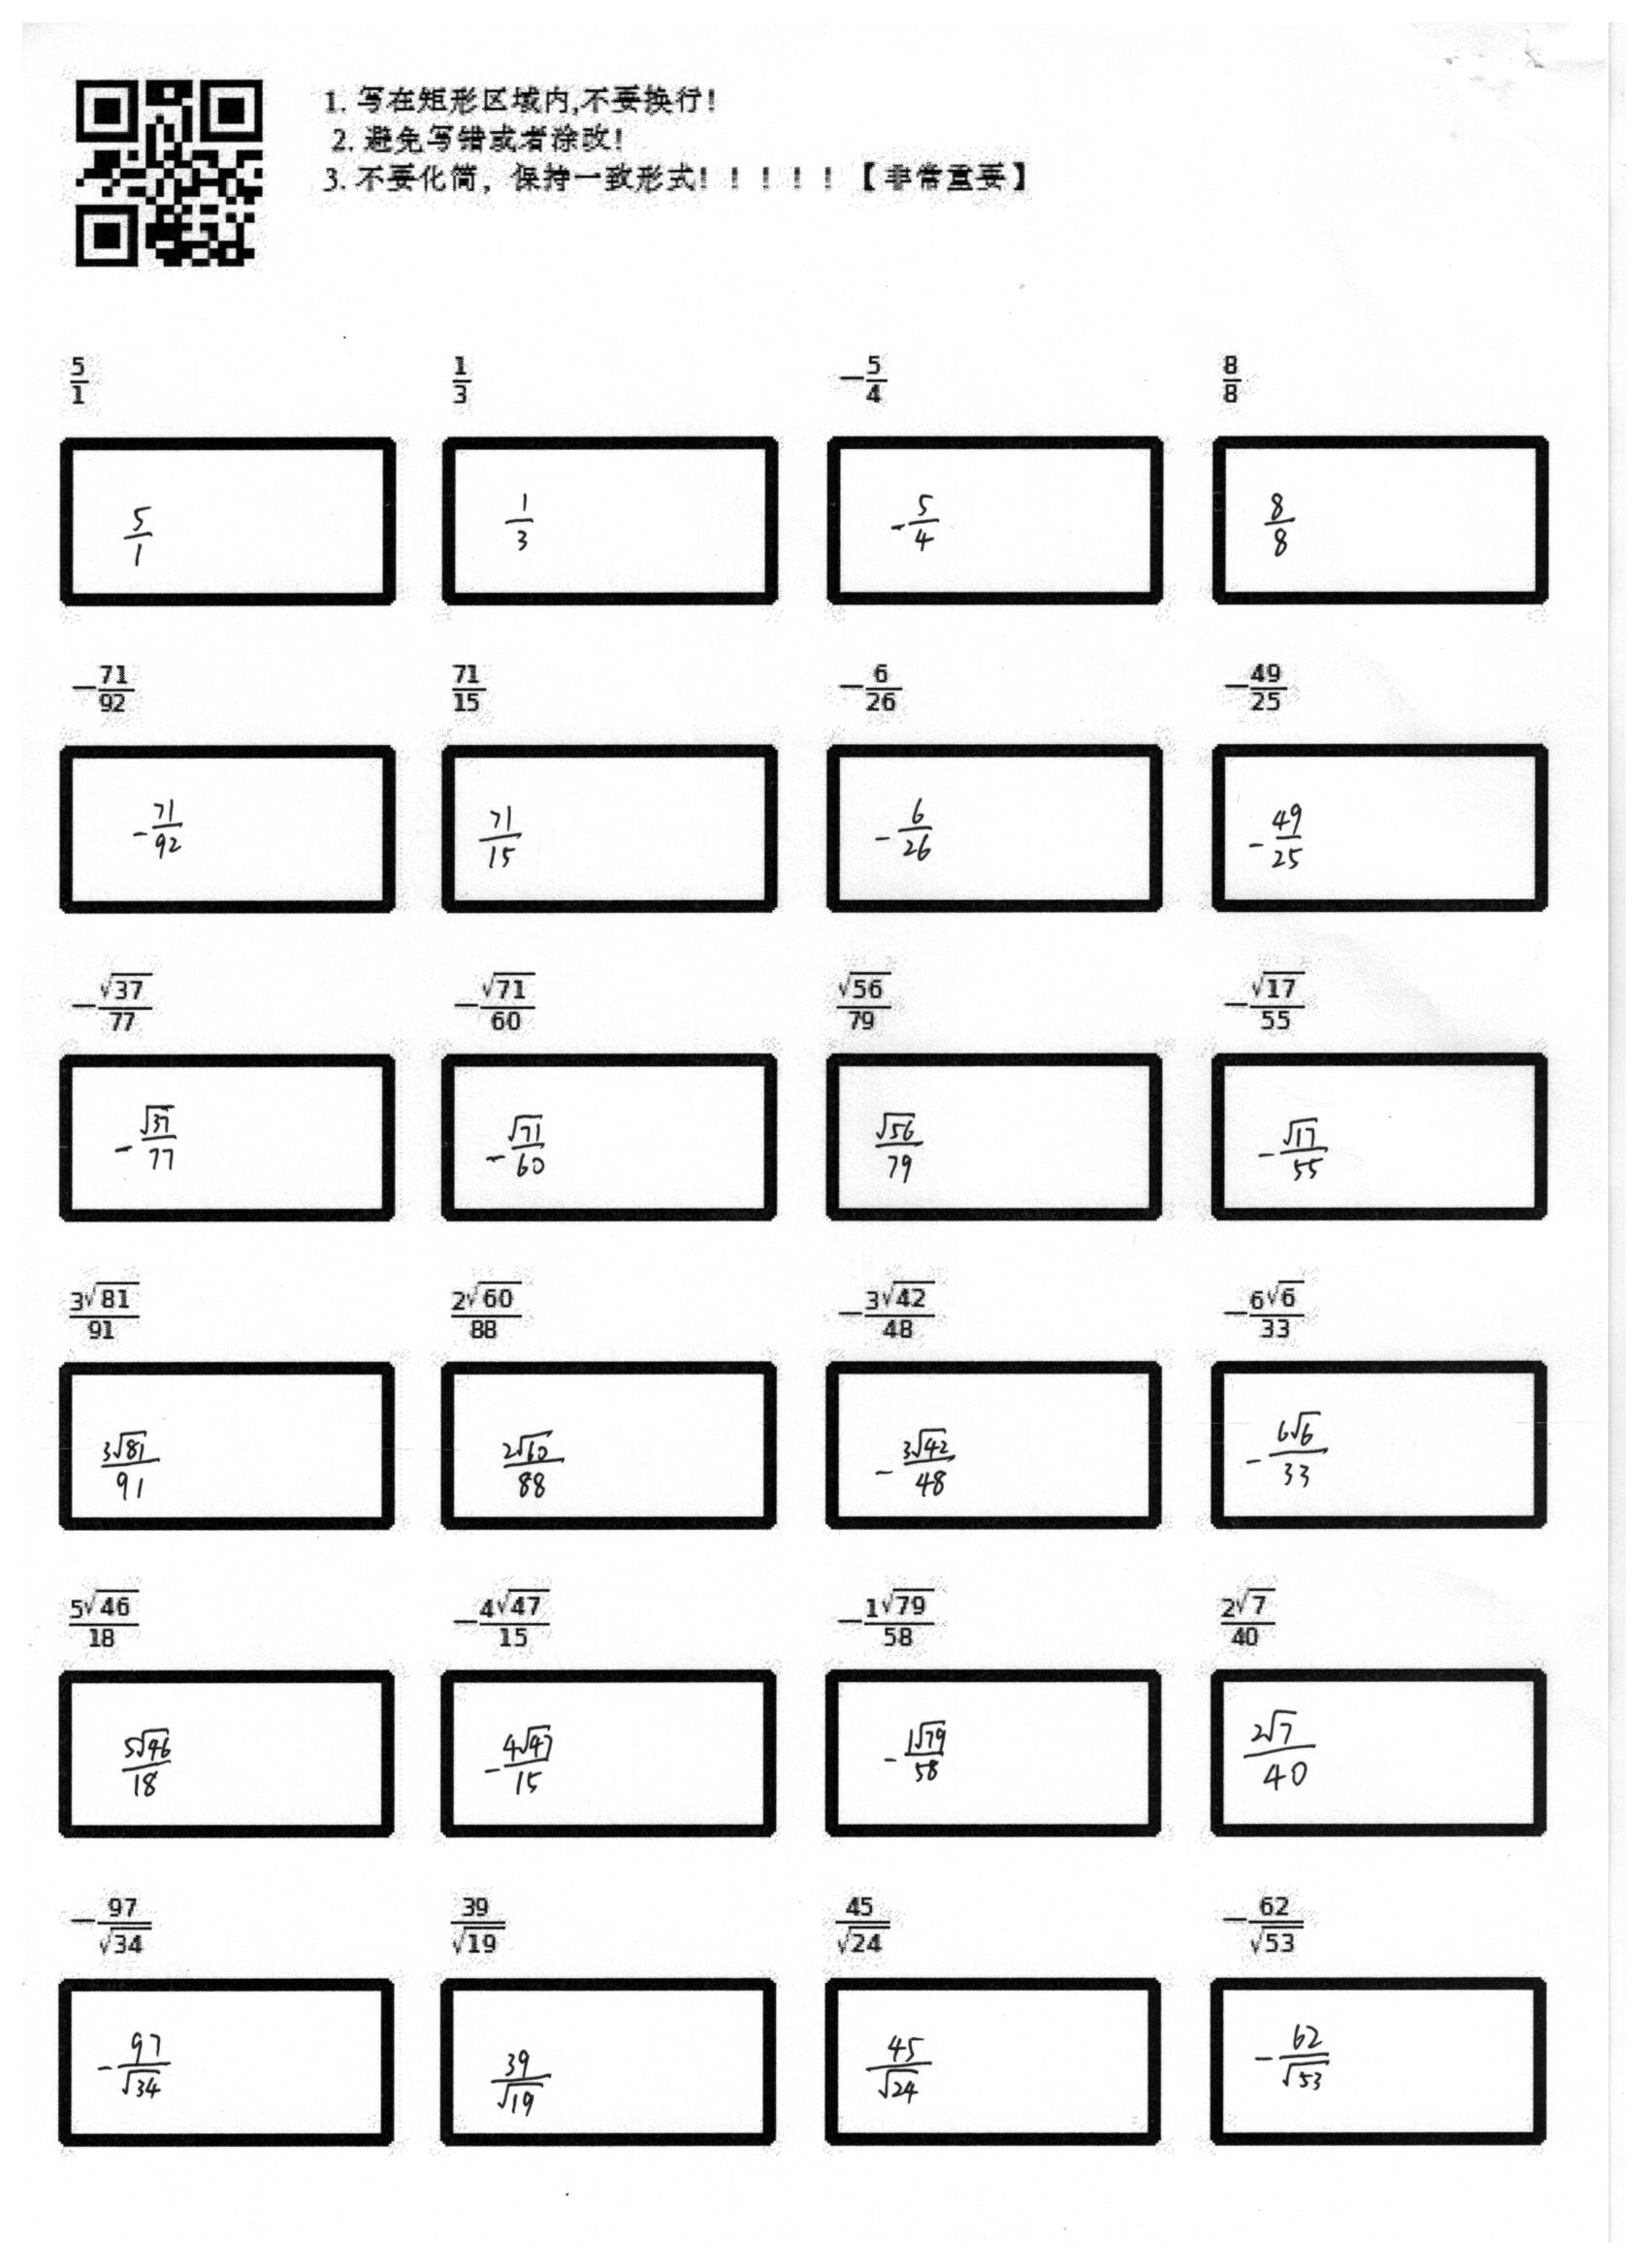 1. 写在矩形区域内,不要换行!
2. 避免写错或者涂改!
3. 不要化简，保持一致形式! ! ! ! ! 【非常重要】
$\frac{5}{1}$ $\frac{1}{3}$ $-\frac{5}{4}$ $\frac{8}{8}$
$\frac{5}{1}$ $\frac{1}{3}$ $-\frac{5}{4}$ $\frac{8}{8}$
$-\frac{71}{92}$ $\frac{71}{15}$ $-\frac{6}{26}$ $-\frac{49}{25}$
$-\frac{71}{92}$ $\frac{71}{15}$ $-\frac{6}{26}$ $-\frac{49}{25}$
$-\frac{\sqrt{37}}{77}$ $-\frac{\sqrt{71}}{60}$ $\frac{\sqrt{56}}{79}$ $-\frac{\sqrt{17}}{55}$
$-\frac{\sqrt{37}}{77}$ $-\frac{\sqrt{71}}{60}$ $\frac{\sqrt{56}}{79}$ $-\frac{\sqrt{17}}{55}$
$\frac{3\sqrt{81}}{91}$ $\frac{2\sqrt{60}}{88}$ $-\frac{3\sqrt{42}}{48}$ $-\frac{6\sqrt{6}}{33}$
$\frac{3\sqrt{81}}{91}$ $\frac{2\sqrt{60}}{88}$ $-\frac{3\sqrt{42}}{48}$ $-\frac{6\sqrt{6}}{33}$
$\frac{5\sqrt{46}}{18}$ $-\frac{4\sqrt{47}}{15}$ $-\frac{1\sqrt{79}}{58}$ $\frac{2\sqrt{7}}{40}$
$\frac{5\sqrt{46}}{18}$ $-\frac{4\sqrt{47}}{15}$ $-\frac{1\sqrt{79}}{58}$ $\frac{2\sqrt{7}}{40}$
$-\frac{97}{\sqrt{34}}$ $\frac{39}{\sqrt{19}}$ $\frac{45}{\sqrt{24}}$ $-\frac{62}{\sqrt{53}}$
$-\frac{97}{\sqrt{34}}$ $\frac{39}{\sqrt{19}}$ $\frac{45}{\sqrt{24}}$ $-\frac{62}{\sqrt{53}}$